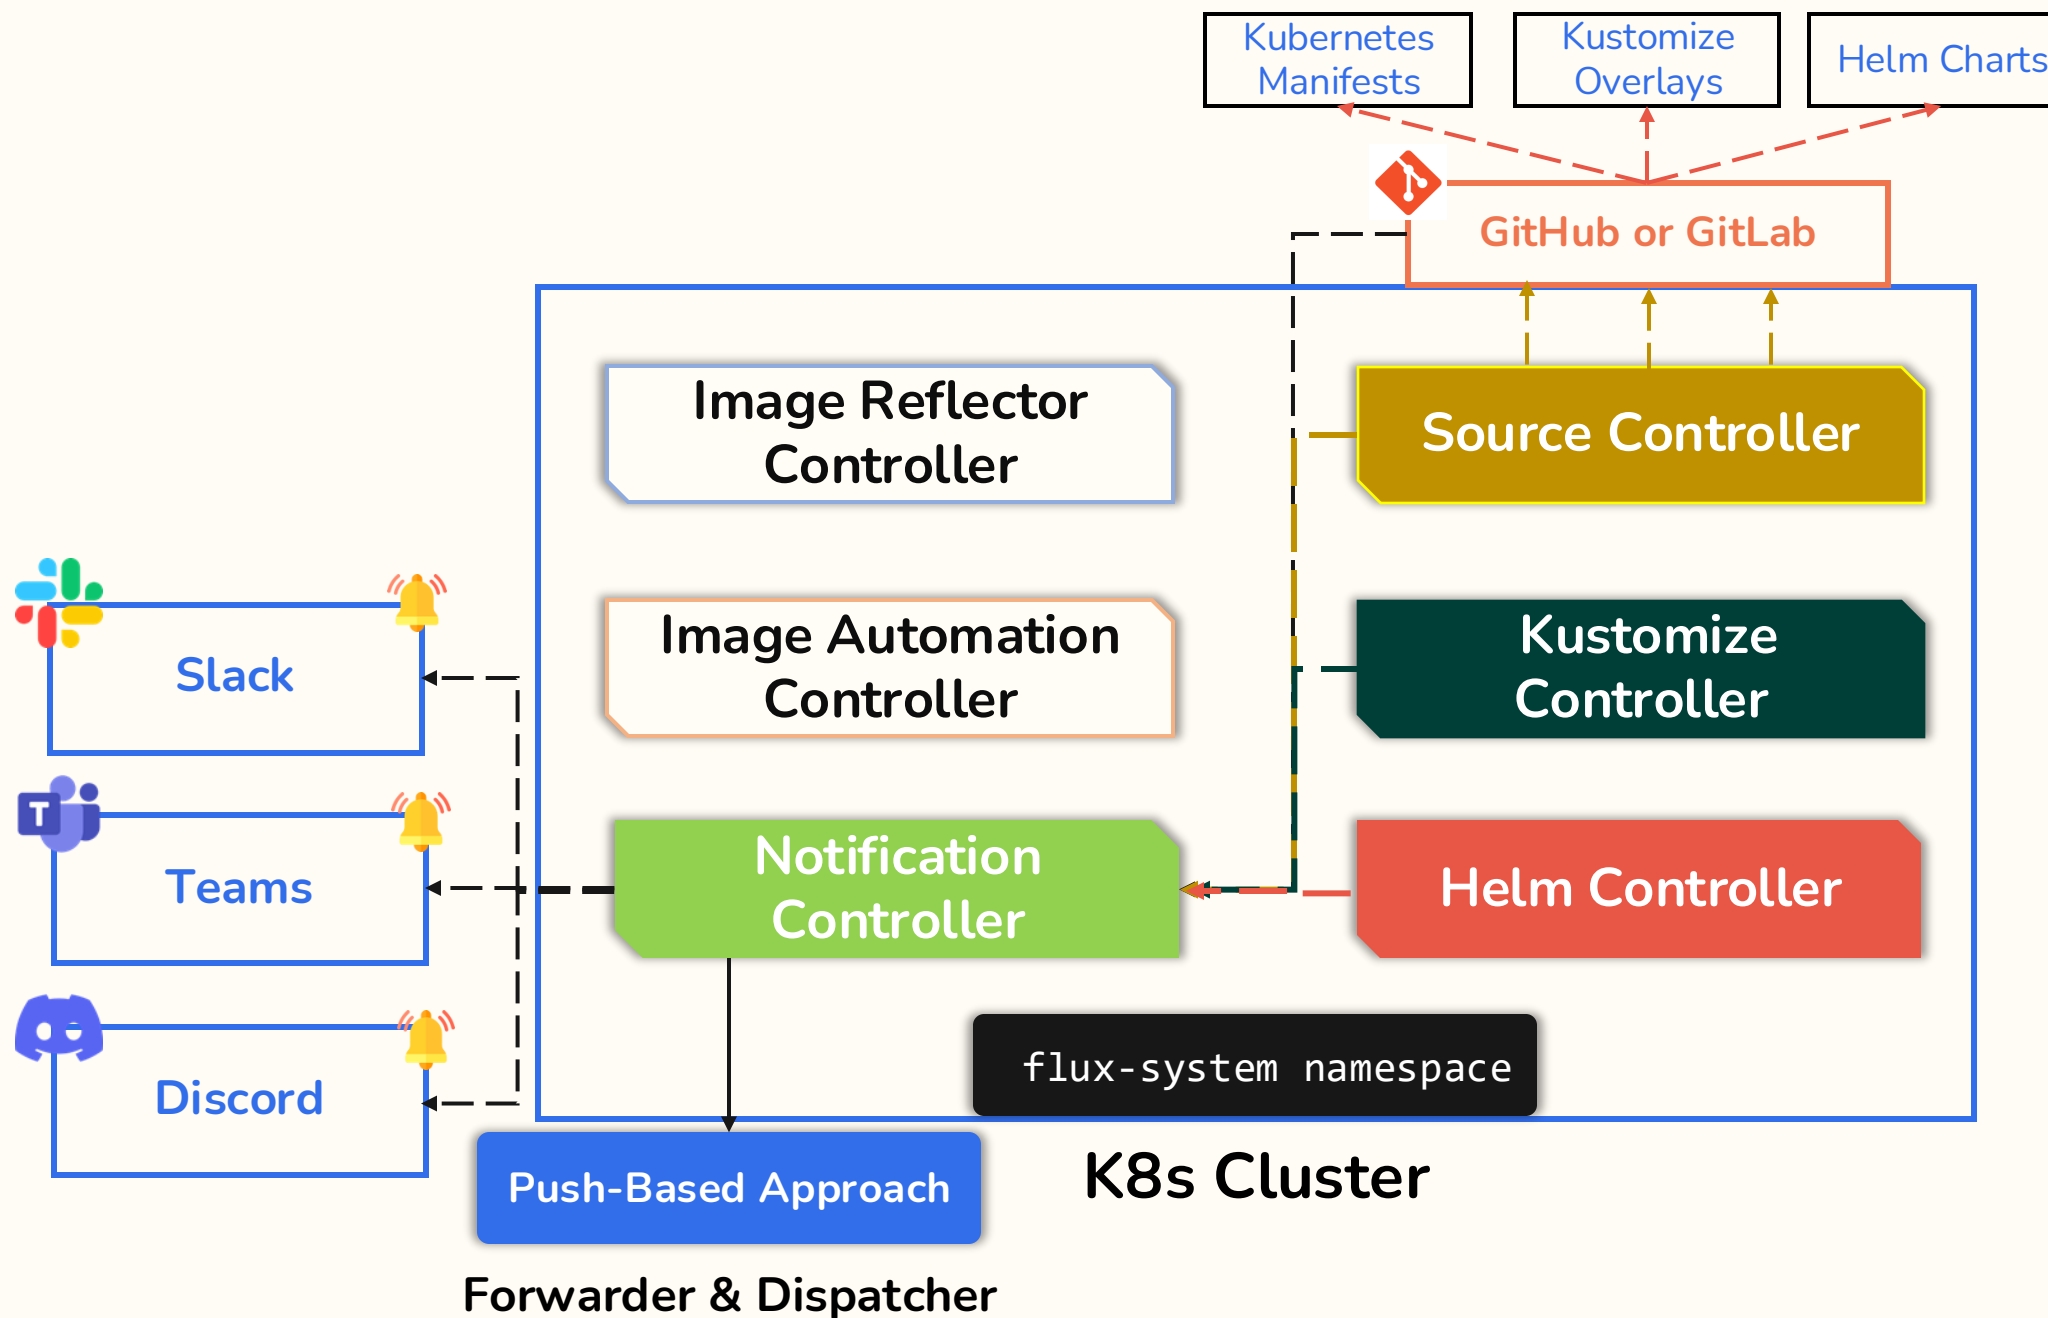 Kubernetes
Manifests
Kustomize
Overlays
Helm Charts
GitHub or GitLab
Image Reflector
Controller
Source Controller
Image Automation
Controller
Kustomize
Controller
Slack
T
Teams
Notification
Controller
Helm Controller
flux-system namespace
Discord
Push-Based Approach
K8s Cluster
Forwarder & Dispatcher